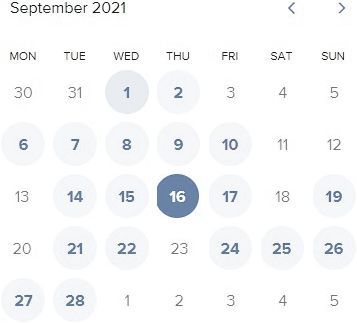 September 2021
MON TUE WED THU FRI SAT SUN
30 31 1 2 3 4 5
6 7 8 9 10 11 12
13 14 15 16 17 18 19
20 21 22 23 24 25 26
27 28 1 2 3 4 5